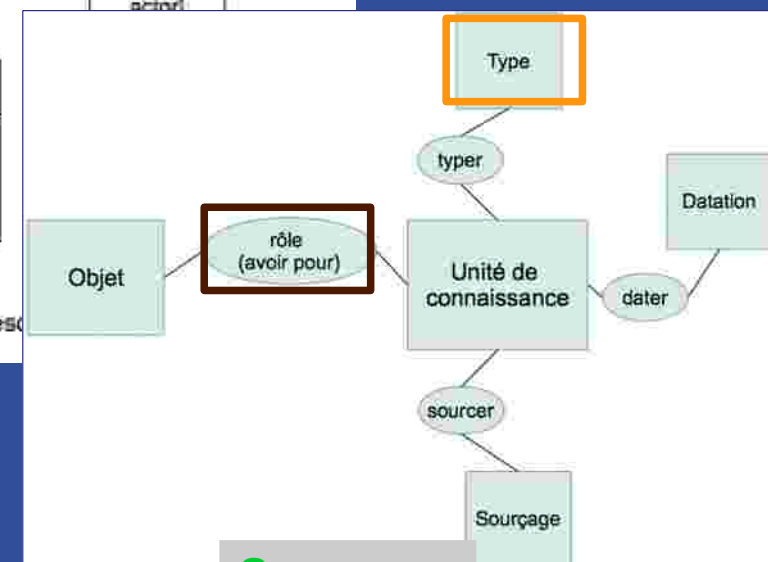 Type
typer
Datation
rôle
(avoir pour)
Objet
Unité de
connaissance
dater
sourcer
Sourçage